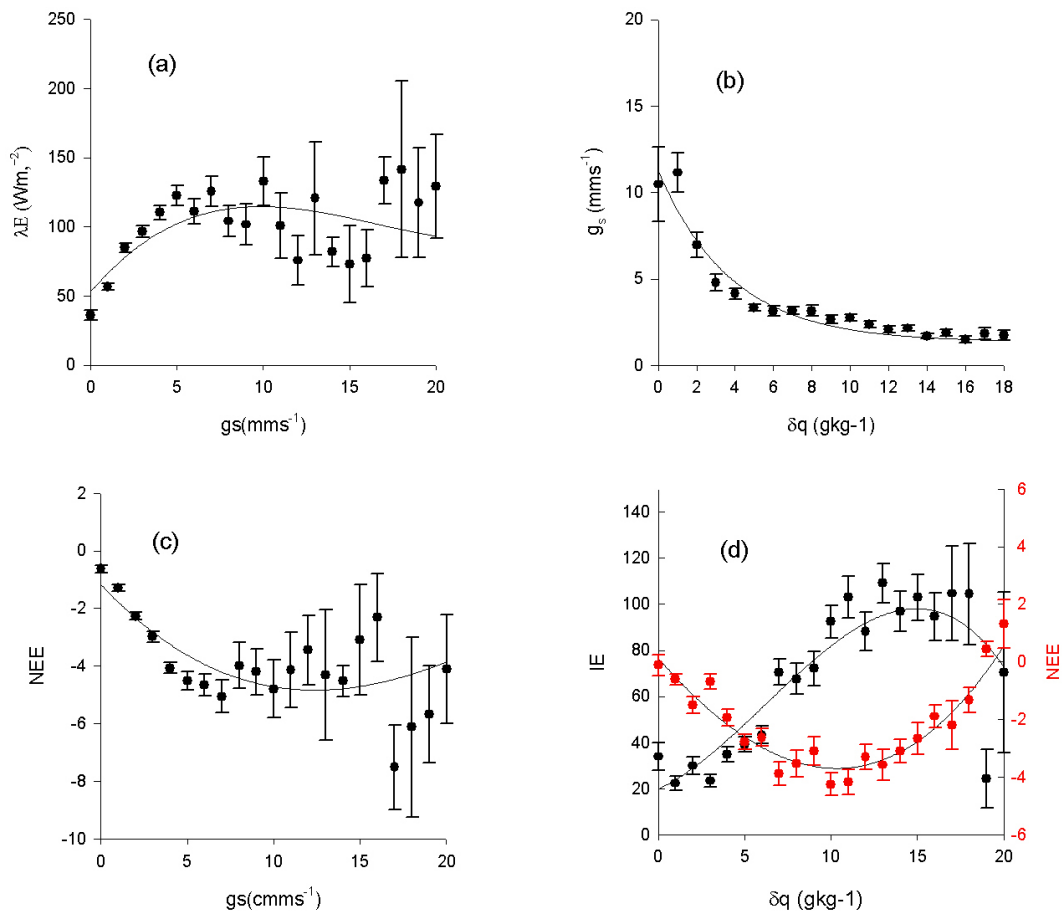 (a)
250
200
150
100
50
0
λE (Wm,⁻²)
0 5 10 15 20
gs(mms⁻¹)
(b)
20
15
10
5
0
gₛ (mms⁻¹)
0 2 4 6 8 10 12 14 16 18
δq (gkg-1)
(c)
2
0
-2
-4
-6
-8
-10
NEE
0 5 10 15 20
gs(cmms⁻¹)
(d)
140
120
100
80
60
40
20
0
IE
6
4
2
0
-2
-4
-6
NEE
0 5 10 15 20
δq (gkg-1)